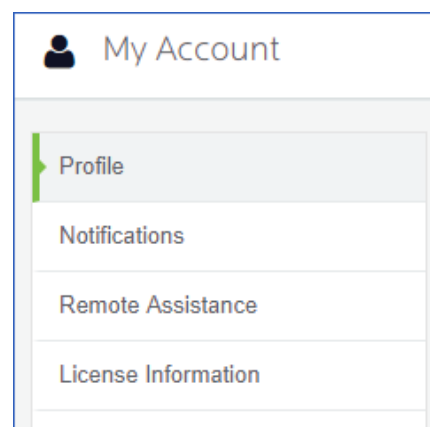 My Account
Profile
Notifications
Remote Assistance
License Information